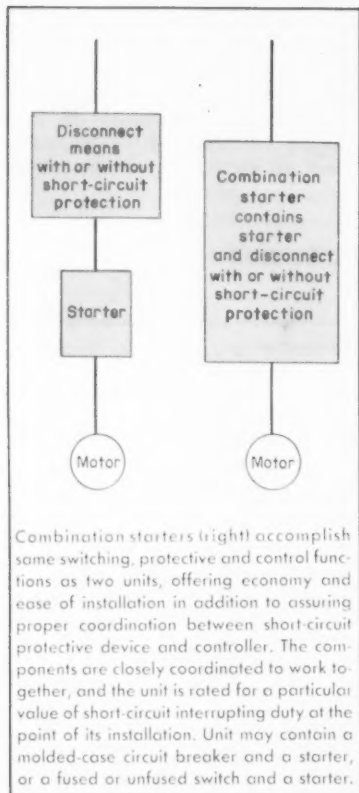 Disconnect
means
with or without
short-circuit
protection
Starter
Motor
Combination
starter
contains
starter
and disconnect
with or without
short-circuit
protection
Motor
Combination starters (right) accomplish
same switching, protective and control func-
tions as two units, offering economy and
ease of installation in addition to assuring
proper coordination between short-circuit
protective device and controller. The com-
ponents are closely coordinated to work to-
gether, and the unit is rated for a particular
value of short-circuit interrupting duty at the
point of its installation. Unit may contain a
molded-case circuit breaker and a starter,
or a fused or unfused switch and a starter.